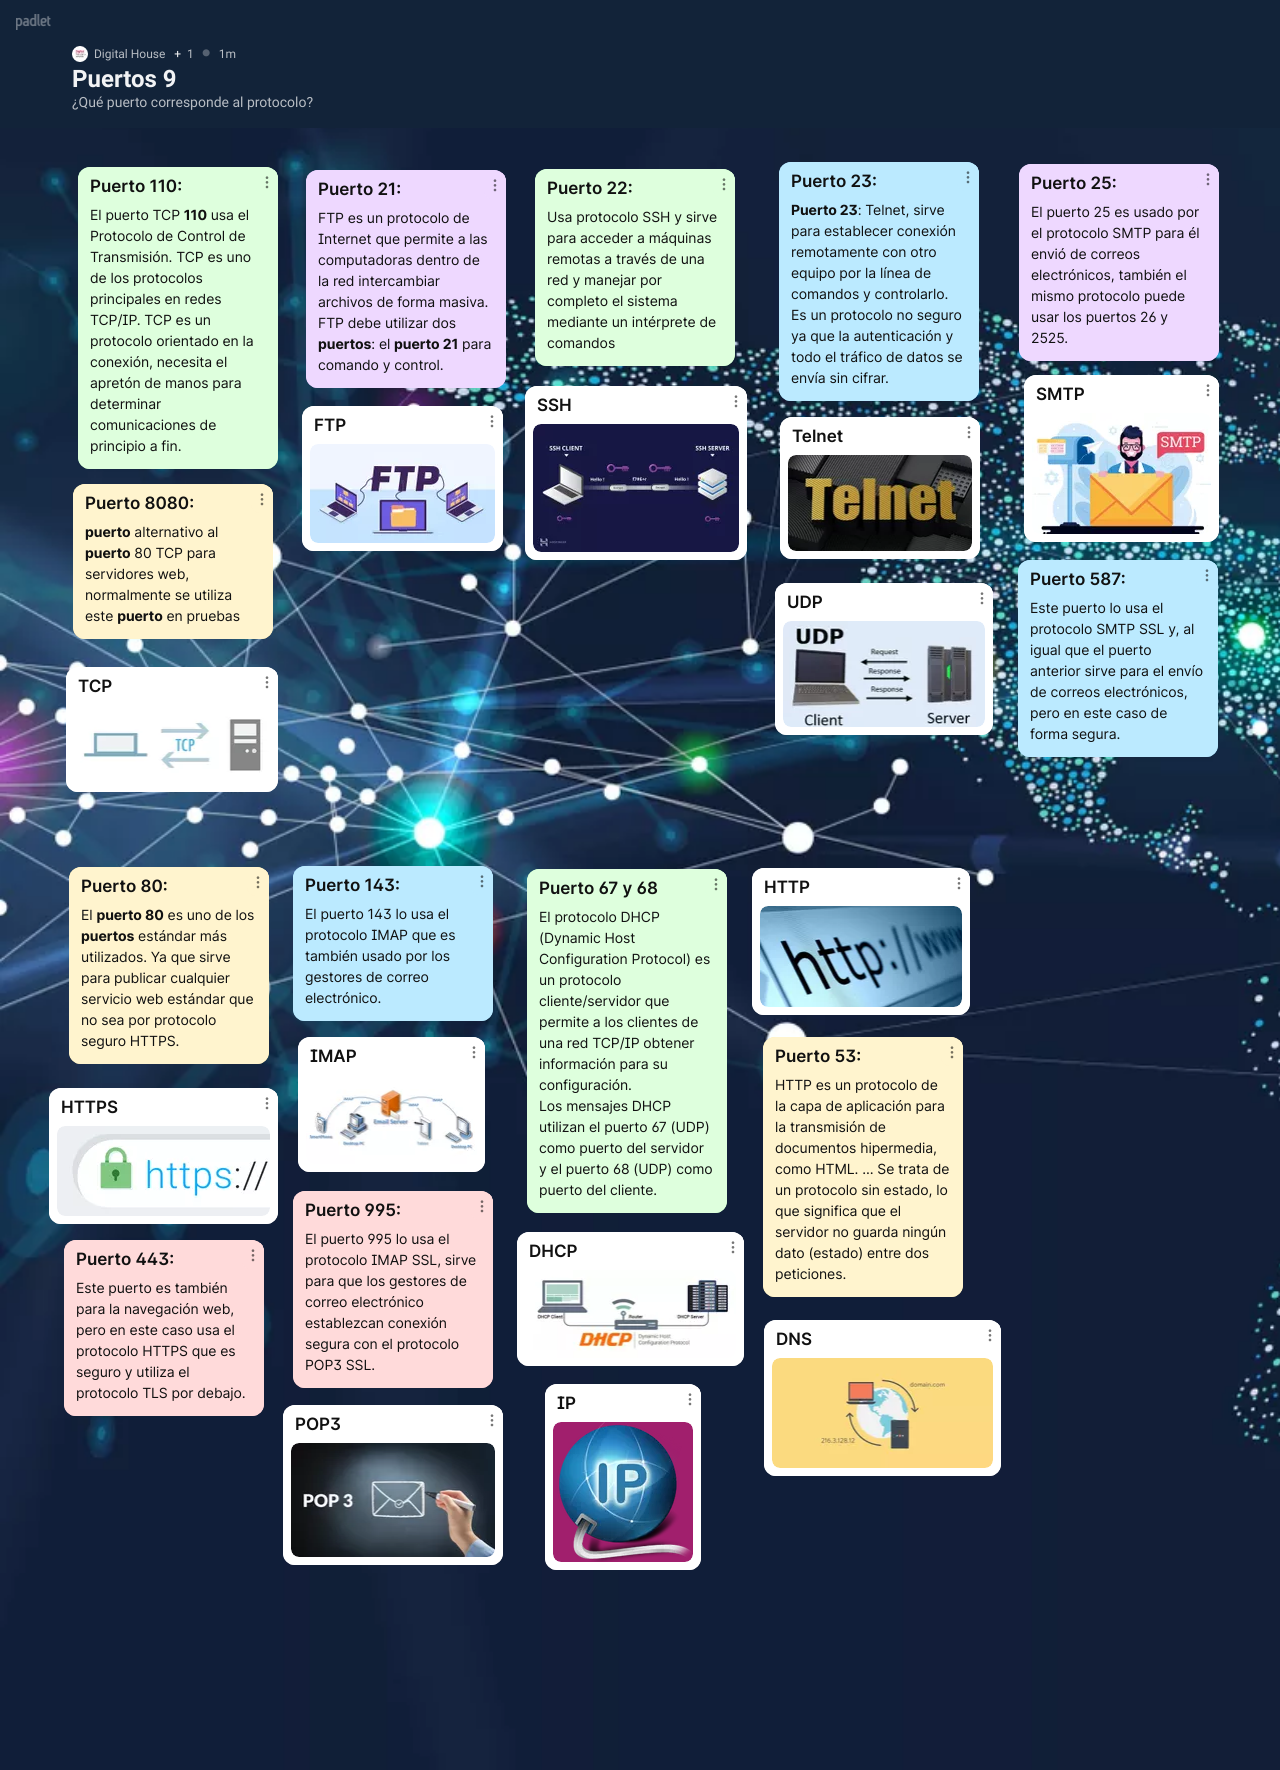 padlet
Digital House + 1 • 1m
Puertos 9
¿Qué puerto corresponde al protocolo?
Puerto 110:
El puerto TCP 110 usa el
Protocolo de Control de
Transmisión. TCP es uno
de los protocolos
principales en redes
TCP/IP. TCP es un
protocolo orientado en la
conexión, necesita el
apretón de manos para
determinar
comunicaciones de
principio a fin.
Puerto 21:
FTP es un protocolo de
Internet que permite a las
computadoras dentro de
la red intercambiar
archivos de forma masiva.
FTP debe utilizar dos
puertos: el puerto 21 para
comando y control.
Puerto 22:
Usa protocolo SSH y sirve
para acceder a máquinas
remotas a través de una
red y manejar por
completo el sistema
mediante un intérprete de
comandos
Puerto 23:
Puerto 23: Telnet, sirve
para establecer conexión
remotamente con otro
equipo por la línea de
comandos y controlarlo.
Es un protocolo no seguro
ya que la autenticación y
todo el tráfico de datos se
envía sin cifrar.
Puerto 25:
El puerto 25 es usado por
el protocolo SMTP para él
envió de correos
electrónicos, también el
mismo protocolo puede
usar los puertos 26 y
2525.
FTP
FTP
SSH
SSH CLIENT
SSH SERVER
Hello !
Hello !
Telnet
Telnet
SMTP
SMTP
Puerto 8080:
puerto alternativo al
puerto 80 TCP para
servidores web,
normalmente se utiliza
este puerto en pruebas
UDP
UDP
Request
Response
Response
Client
Server
Puerto 587:
Este puerto lo usa el
protocolo SMTP SSL y, al
igual que el puerto
anterior sirve para el envío
de correos electrónicos,
pero en este caso de
forma segura.
TCP
TCP
Puerto 80:
El puerto 80 es uno de los
puertos estándar más
utilizados. Ya que sirve
para publicar cualquier
servicio web estándar que
no sea por protocolo
seguro HTTPS.
Puerto 143:
El puerto 143 lo usa el
protocolo IMAP que es
también usado por los
gestores de correo
electrónico.
Puerto 67 y 68
El protocolo DHCP
(Dynamic Host
Configuration Protocol) es
un protocolo
cliente/servidor que
permite a los clientes de
una red TCP/IP obtener
información para su
configuración.
Los mensajes DHCP
utilizan el puerto 67 (UDP)
como puerto del servidor
y el puerto 68 (UDP) como
puerto del cliente.
HTTP
http://www
IMAP
Email Server
Desktop PC
Desktop PC
Puerto 53:
HTTP es un protocolo de
la capa de aplicación para
la transmisión de
documentos hipermedia,
como HTML. ... Se trata de
un protocolo sin estado, lo
que significa que el
servidor no guarda ningún
dato (estado) entre dos
peticiones.
HTTPS
https://
Puerto 995:
El puerto 995 lo usa el
protocolo IMAP SSL, sirve
para que los gestores de
correo electrónico
establezcan conexión
segura con el protocolo
POP3 SSL.
Puerto 443:
Este puerto es también
para la navegación web,
pero en este caso usa el
protocolo HTTPS que es
seguro y utiliza el
protocolo TLS por debajo.
DHCP
DHCP Client
Router
DHCP Server
DHCP
Dynamic Host
Configuration Protocol
DNS
domain.com
216.3.128.12
IP
IP
POP3
POP 3